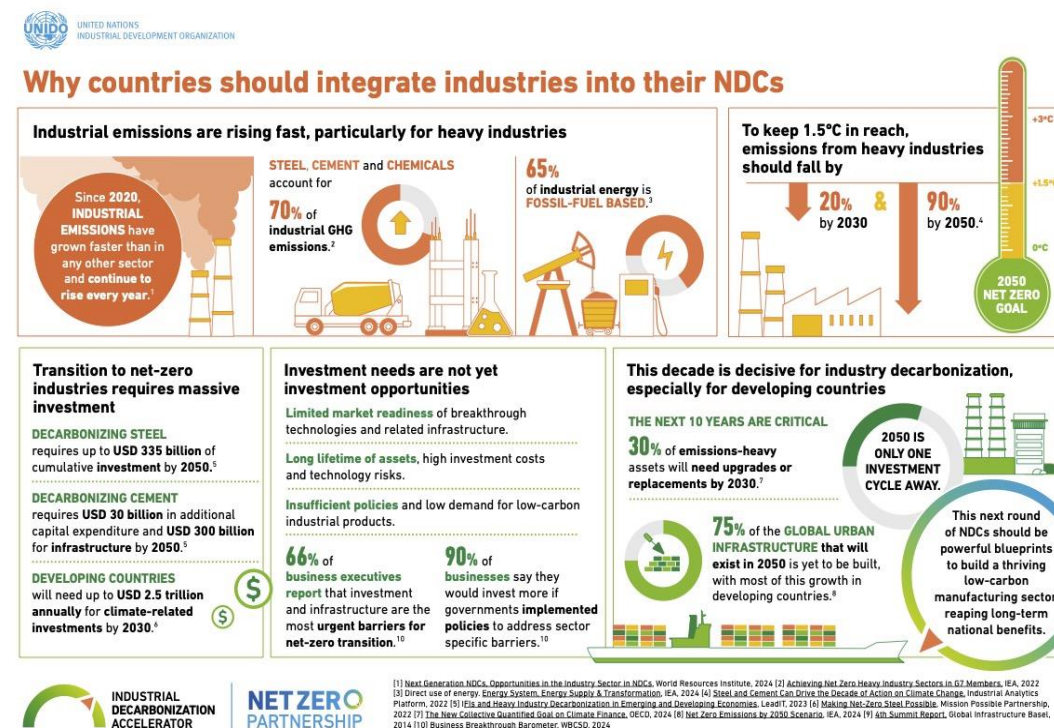 UNIDO
UNITED NATIONS
INDUSTRIAL DEVELOPMENT ORGANIZATION
Why countries should integrate industries into their NDCs
Industrial emissions are rising fast, particularly for heavy industries
Since 2020,
INDUSTRIAL
EMISSIONS have
grown faster than in
any other sector
and continue to
rise every year.¹
STEEL, CEMENT and CHEMICALS
account for
70% of
industrial GHG
emissions.²
65%
of industrial energy is
FOSSIL-FUEL BASED.³
To keep 1.5°C in reach,
emissions from heavy industries
should fall by
20%
by 2030
&
90%
by 2050.⁴
+3°C
+1.5°
0°C
2050
NET ZERO
GOAL
Transition to net-zero
industries requires massive
investment
DECARBONIZING STEEL
requires up to USD 335 billion of
cumulative investment by 2050.⁵
DECARBONIZING CEMENT
requires USD 30 billion in additional
capital expenditure and USD 300 billion
for infrastructure by 2050.⁵
DEVELOPING COUNTRIES
will need up to USD 2.5 trillion
annually for climate-related
investments by 2030.⁶
$
$
Investment needs are not yet
investment opportunities
Limited market readiness of breakthrough
technologies and related infrastructure.
Long lifetime of assets, high investment costs
and technology risks.
Insufficient policies and low demand for low-carbon
industrial products.
66% of
business executives
report that investment
and infrastructure are the
most urgent barriers for
net-zero transition.¹⁰
90% of
businesses say they
would invest more if
governments implemented
policies to address sector
specific barriers.¹⁰
This decade is decisive for industry decarbonization,
especially for developing countries
THE NEXT 10 YEARS ARE CRITICAL
30% of emissions-heavy
assets will need upgrades or
replacements by 2030.⁷
2050 IS
ONLY ONE
INVESTMENT
CYCLE AWAY.
75% of the GLOBAL URBAN
INFRASTRUCTURE that will
exist in 2050 is yet to be built,
with most of this growth in
developing countries.⁸
This next round
of NDCs should be
powerful blueprints
to build a thriving
low-carbon
manufacturing sector
reaping long-term
national benefits.
INDUSTRIAL
DECARBONIZATION
ACCELERATOR
NET ZERO
PARTNERSHIP
[1] Next Generation NDCs, Opportunities in the Industry Sector in NDCs, World Resources Institute, 2024 [2] Achieving Net Zero Heavy Industry Sectors in G7 Members, IEA, 2022
[3] Direct use of energy. Energy System, Energy Supply & Transformation, IEA, 2024 [4] Steel and Cement Can Drive the Decade of Action on Climate Change, Industrial Analytics
Platform, 2022 [5] IFIs and Heavy Industry Decarbonization in Emerging and Developing Economies, LeadIT, 2023 [6] Making Net-Zero Steel Possible, Mission Possible Partnership,
2022 [7] The New Collective Quantified Goal on Climate Finance, OECD, 2024 [8] Net Zero Emissions by 2050 Scenario, IEA, 2024 [9] 4th Summit Report, Global Infrastructure Basel,
2014 [10] Business Breakthrough Barometer, WBCSD, 2024